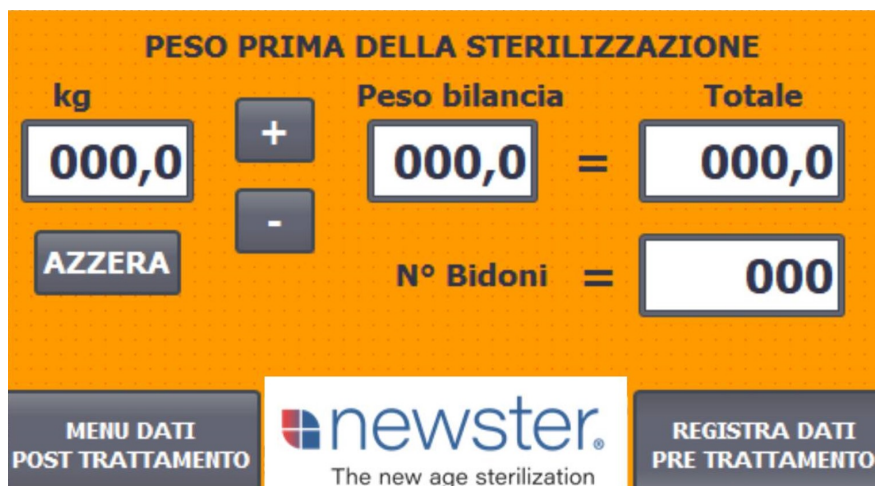 PESO PRIMA DELLA STERILIZZAZIONE
kg Peso bilancia Totale
000,0 + 000,0 = 000,0
-
AZZERA
N° Bidoni = 000
MENU DATI
POST TRATTAMENTO
newster®
The new age sterilization
REGISTRA DATI
PRE TRATTAMENTO